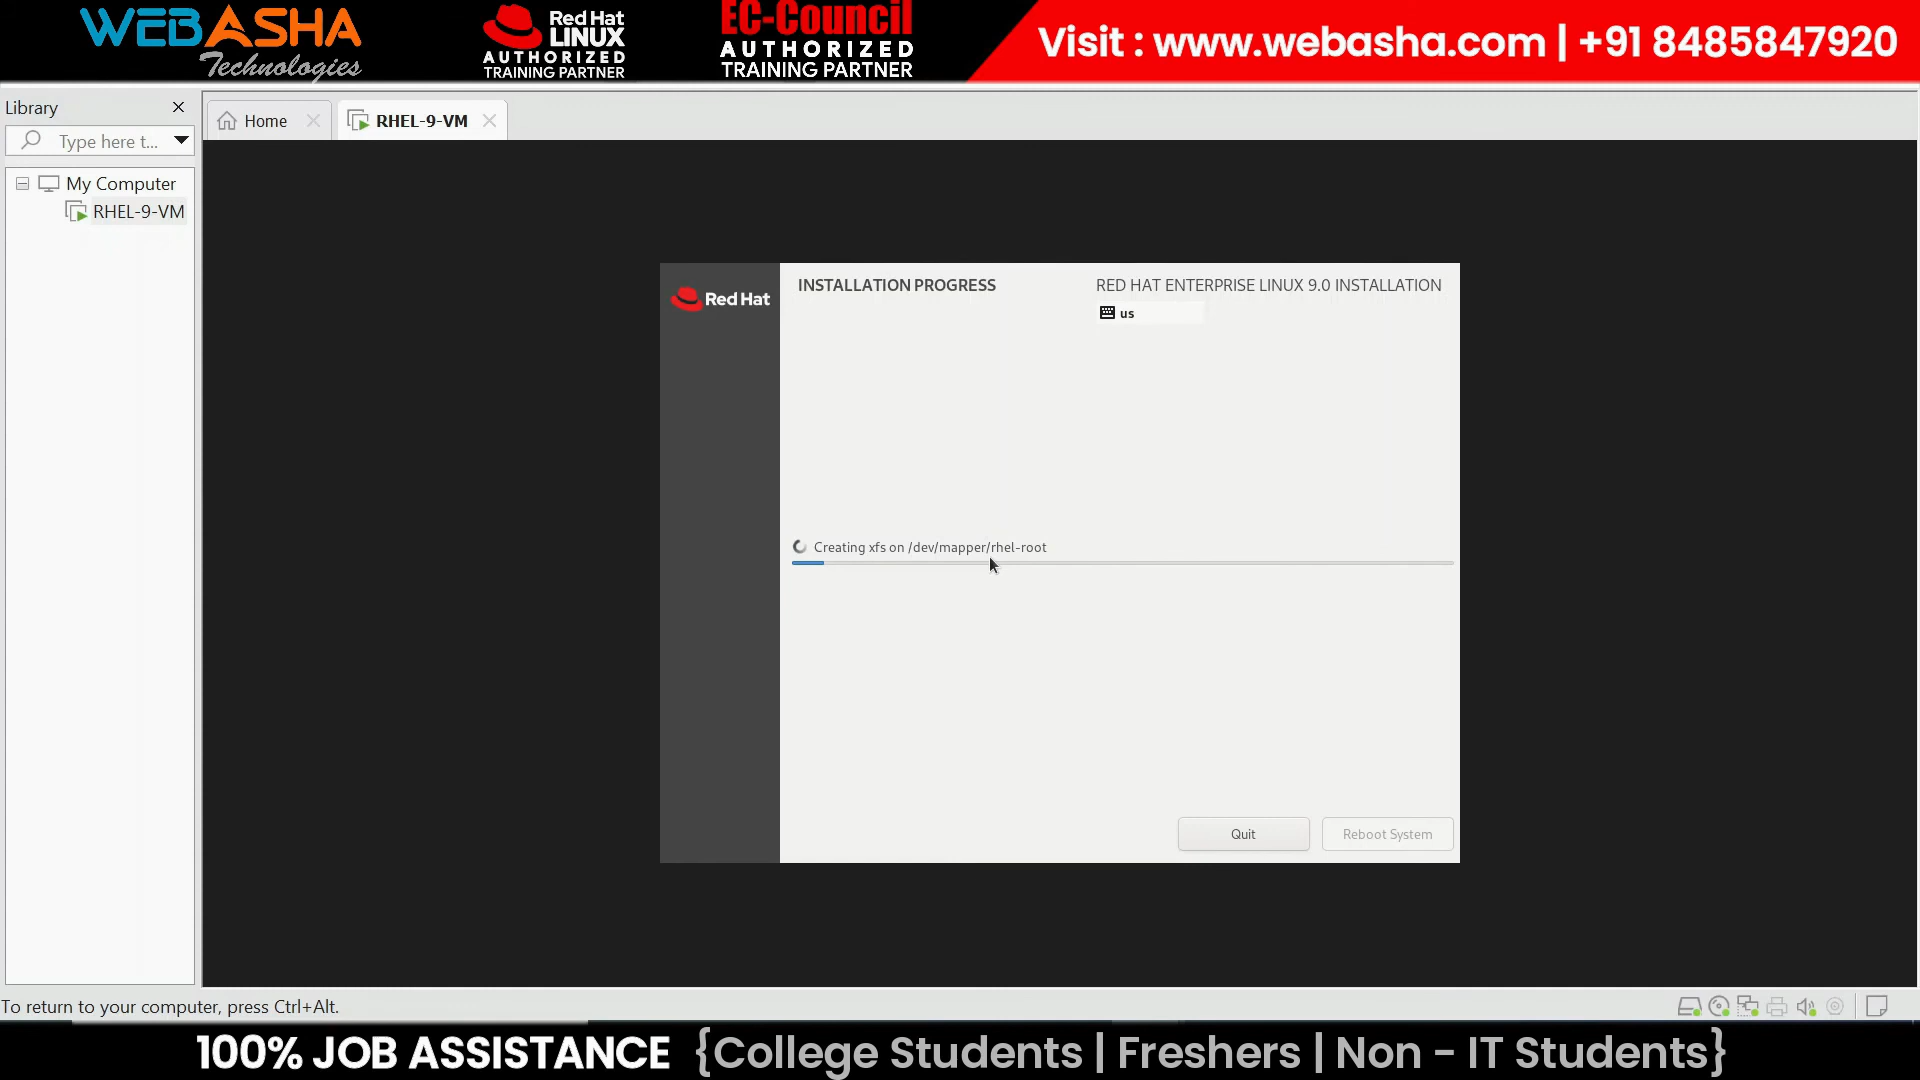 WEBASHA
Technologies
Red Hat
LINUX
AUTHORIZED
TRAINING PARTNER
EC-Council
AUTHORIZED
TRAINING PARTNER
Visit : www.webasha.com | +91 8485847920
Library
Type here t...
My Computer
RHEL-9-VM
Home
RHEL-9-VM
Red Hat
INSTALLATION PROGRESS
RED HAT ENTERPRISE LINUX 9.0 INSTALLATION
us
Creating xfs on /dev/mapper/rhel-root
Quit
Reboot System
To return to your computer, press Ctrl+Alt.
100% JOB ASSISTANCE {College Students | Freshers | Non - IT Students}